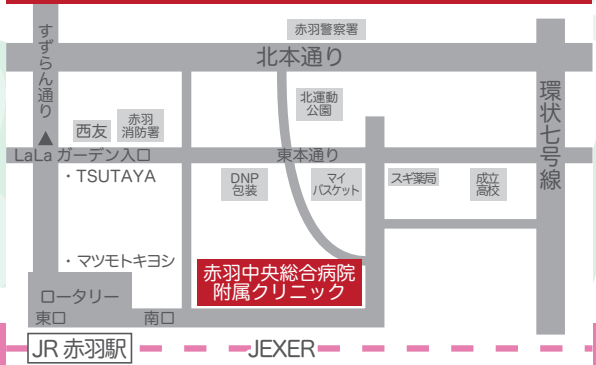 赤羽警察署
北本通り
すずらん通り
環状七号線
北運動
公園
西友
赤羽
消防署
▲
LaLa ガーデン入口
東本通り
・TSUTAYA
DNP
包装
マイ
バスケット
スギ薬局
成立
高校
・マツモトキヨシ
赤羽中央総合病院
附属クリニック
ロータリー
東口
南口
JR 赤羽駅
JEXER